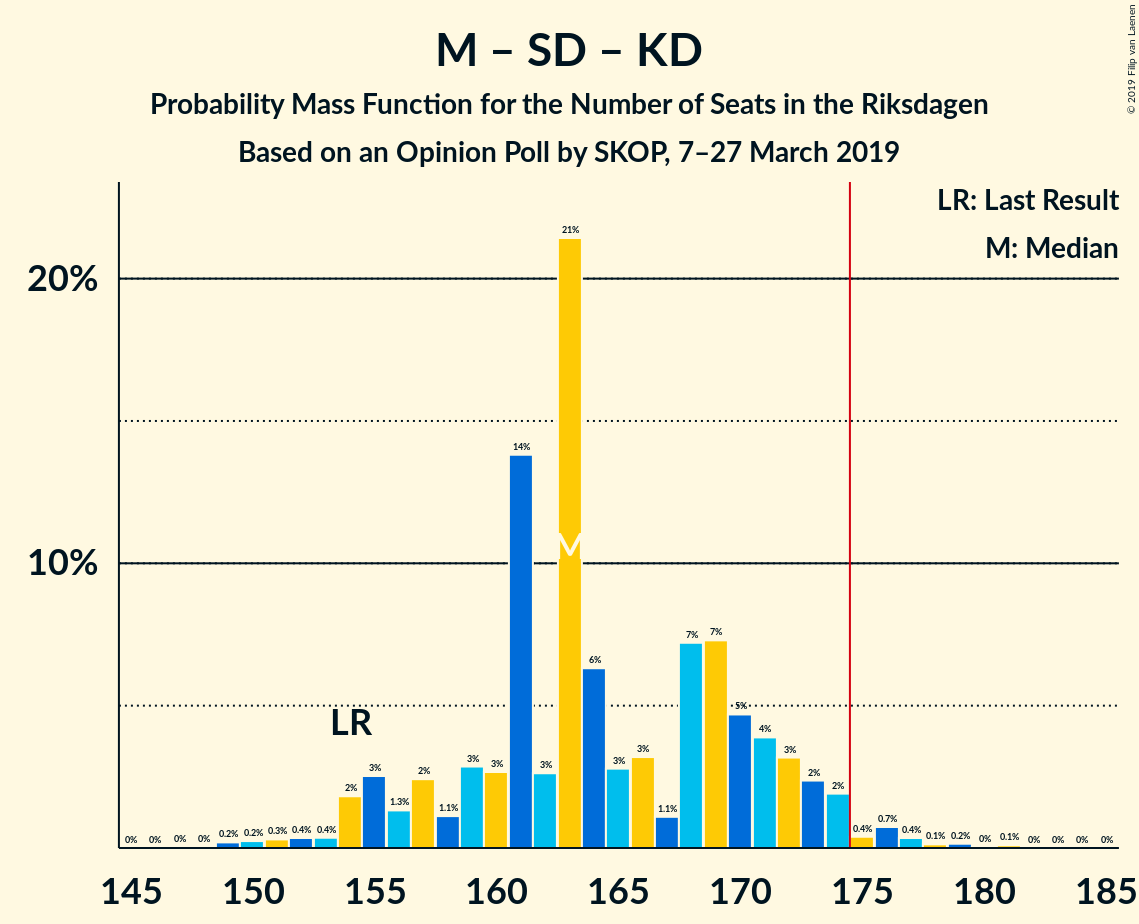 M – SD – KD
Probability Mass Function for the Number of Seats in the Riksdagen
Based on an Opinion Poll by SKOP, 7–27 March 2019
© 2019 Filip van Laenen
LR: Last Result
M: Median
20%
10%
LR
M
0% 0% 0% 0% 0.2% 0.2% 0.3% 0.4% 0.4% 2% 3% 1.3% 2% 1.1% 3% 3% 14% 3% 21% 6% 3% 3% 1.1% 7% 7% 5% 4% 3% 2% 2% 0.4% 0.7% 0.4% 0.1% 0.2% 0% 0.1% 0% 0% 0% 0%
145 150 155 160 165 170 175 180 185